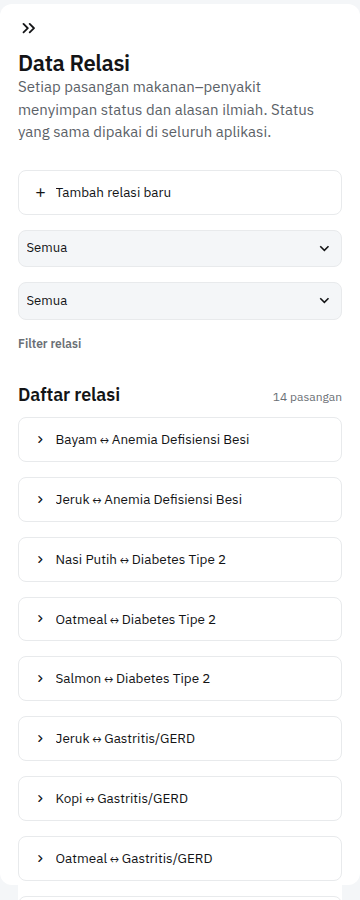 Data Relasi
Setiap pasangan makanan–penyakit
menyimpan status dan alasan ilmiah. Status
yang sama dipakai di seluruh aplikasi.
Tambah relasi baru
Semua
Semua
Filter relasi
Daftar relasi 14 pasangan
Bayam ↔ Anemia Defisiensi Besi
Jeruk ↔ Anemia Defisiensi Besi
Nasi Putih ↔ Diabetes Tipe 2
Oatmeal ↔ Diabetes Tipe 2
Salmon ↔ Diabetes Tipe 2
Jeruk ↔ Gastritis/GERD
Kopi ↔ Gastritis/GERD
Oatmeal ↔ Gastritis/GERD